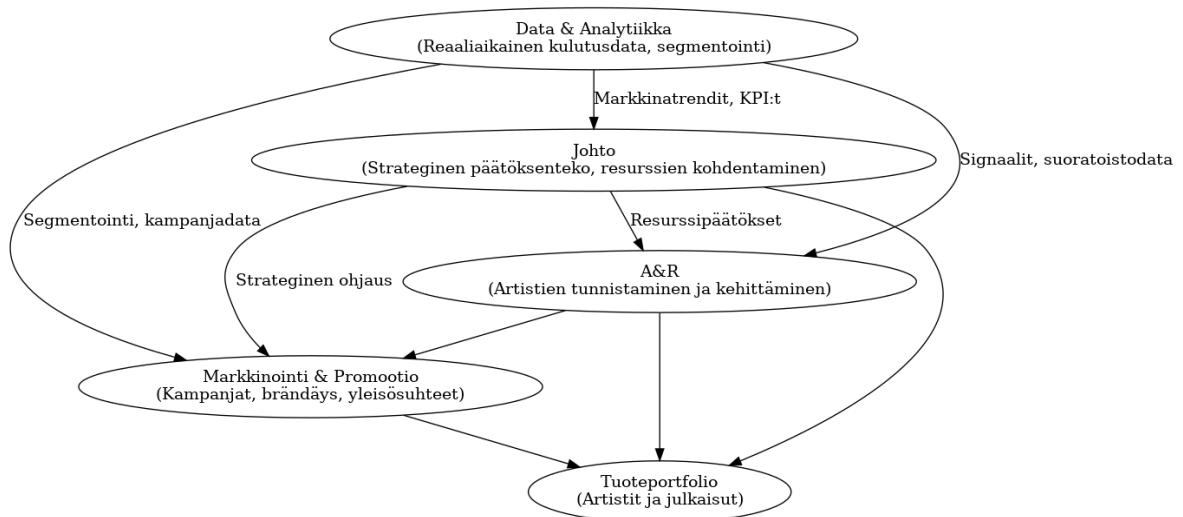 Data & Analytiikka
(Reaaliaikainen kulutusdata, segmentointi)
Markkinatrendit, KPI:t
Johto
(Strateginen päätöksenteko, resurssien kohdentaminen)
Signaalit, suoratoistodata
Segmentointi, kampanjadata
Resurssipäätökset
Strateginen ohjaus
A&R
(Artistien tunnistaminen ja kehittäminen)
Markkinointi & Promootio
(Kampanjat, brändäys, yleisösuhteet)
Tuoteportfolio
(Artistit ja julkaisut)